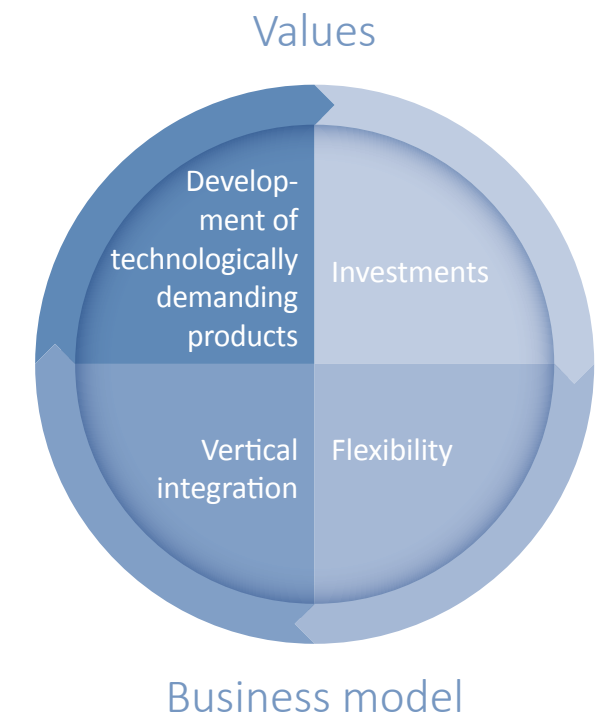 Values
Develop-
ment of
technologically
demanding
products
Investments
Vertical
integration
Flexibility
Business model